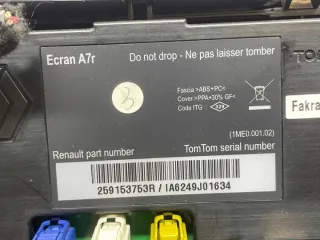 Ecran A7r
Do not drop - Ne pas laisser tomber
3
Fascia >ABS+PC<
Cover >PPA+30% GF<
Code ITG
(1ME0.001.02)
Renault part number
TomTom serial number
259153753R / IA6249J01634
Fakra